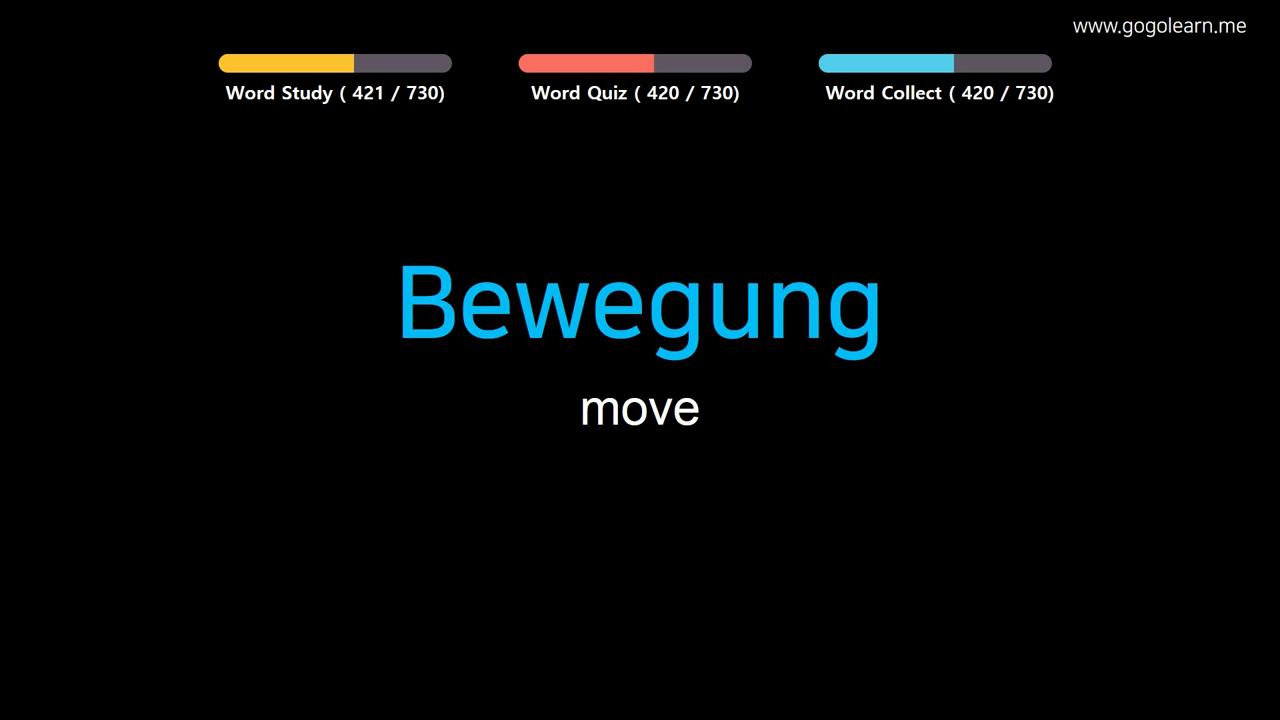 www.gogolearn.me
Word Study ( 421 / 730)
Word Quiz ( 420 / 730)
Word Collect ( 420 / 730)
Bewegung
move